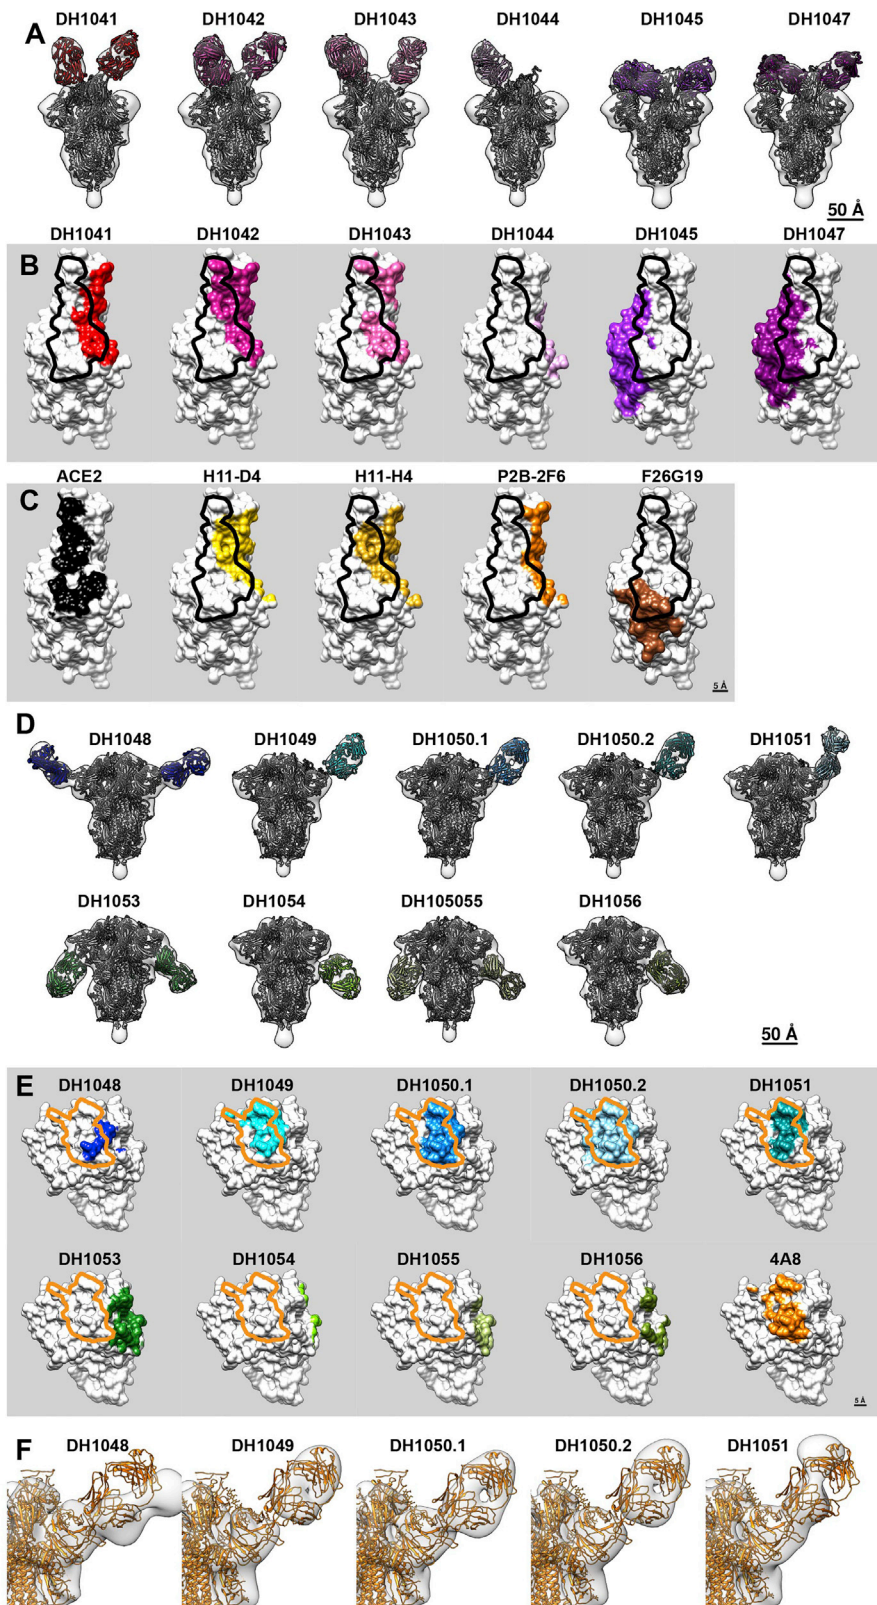 A
DH1041 DH1042 DH1043 DH1044 DH1045 DH1047
50 Å
B
DH1041 DH1042 DH1043 DH1044 DH1045 DH1047
C
ACE2 H11-D4 H11-H4 P2B-2F6 F26G19
5 Å
D
DH1048 DH1049 DH1050.1 DH1050.2 DH1051
DH1053 DH1054 DH105055 DH1056
50 Å
E
DH1048 DH1049 DH1050.1 DH1050.2 DH1051
DH1053 DH1054 DH1055 DH1056 4A8
5 Å
F
DH1048 DH1049 DH1050.1 DH1050.2 DH1051